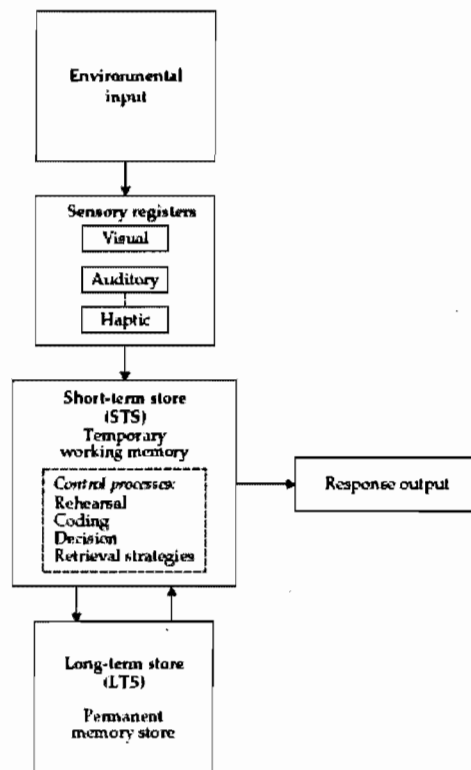 Environmental
input
Sensory registers
Visual
Auditory
Haptic
Short-term store
(STS)
Temporary
working memory
Control processes:
Rehearsal
Coding
Decision
Retrieval strategies
Response output
Long-term store
(LTS)
Permanent
memory store